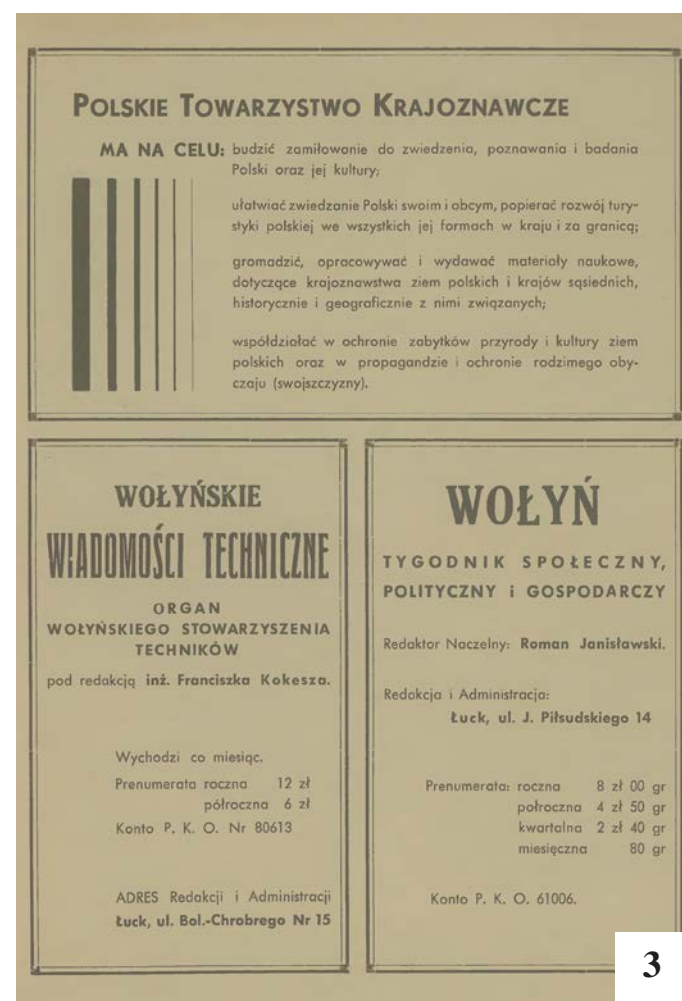 POLSKIE TOWARZYSTWO KRAJOZNAWCZE
MA NA CELU: budzić zamiłowanie do zwiedzenia, poznawania i badania
Polski oraz jej kultury;
ułatwiać zwiedzanie Polski swoim i obcym, popierać rozwój tury-
styki polskiej we wszystkich jej formach w kraju i za granicą;
gromadzić, opracowywać i wydawać materiały naukowe,
dotyczące krajoznawstwa ziem polskich i krajów sąsiednich,
historycznie i geograficznie z nimi związanych;
współdziałać w ochronie zabytków przyrody i kultury ziem
polskich oraz w propagandzie i ochronie rodzimego oby-
czaju (swojszczyzny).
WOŁYŃSKIE
WIADOMOŚCI TECHNICZNE
ORGAN
WOŁYŃSKIEGO STOWARZYSZENIA
TECHNIKÓW
pod redakcją inż. Franciszka Kokesza.
Wychodzi co miesiąc.
Prenumerata roczna 12 zł
półroczna 6 zł
Konto P. K. O. Nr 80613
ADRES Redakcji i Administracji
Łuck, ul. Bol.-Chrobrego Nr 15
WOŁYŃ
TYGODNIK SPOŁECZNY,
POLITYCZNY i GOSPODARCZY
Redaktor Naczelny: Roman Janisławski.
Redakcja i Administracja:
Łuck, ul. J. Piłsudskiego 14
Prenumerata: roczna 8 zł 00 gr
połroczna 4 zł 50 gr
kwartalna 2 zł 40 gr
miesięczna 80 gr
Konto P. K. O. 61006.
3